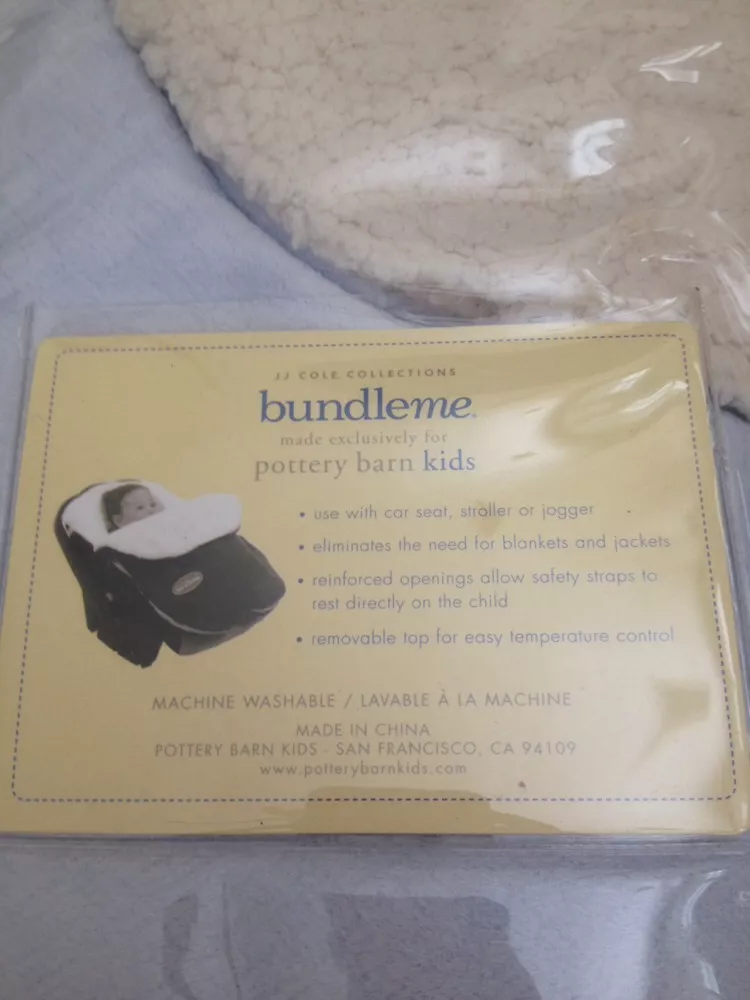 JJ COLE COLLECTIONS
bundleme.
made exclusively for
pottery barn kids
• use with car seat, stroller or jogger
• eliminates the need for blankets and jackets
• reinforced openings allow safety straps to
rest directly on the child
• removable top for easy temperature control
MACHINE WASHABLE / LAVABLE À LA MACHINE
MADE IN CHINA
POTTERY BARN KIDS - SAN FRANCISCO, CA 94109
www.potterybarnkids.com